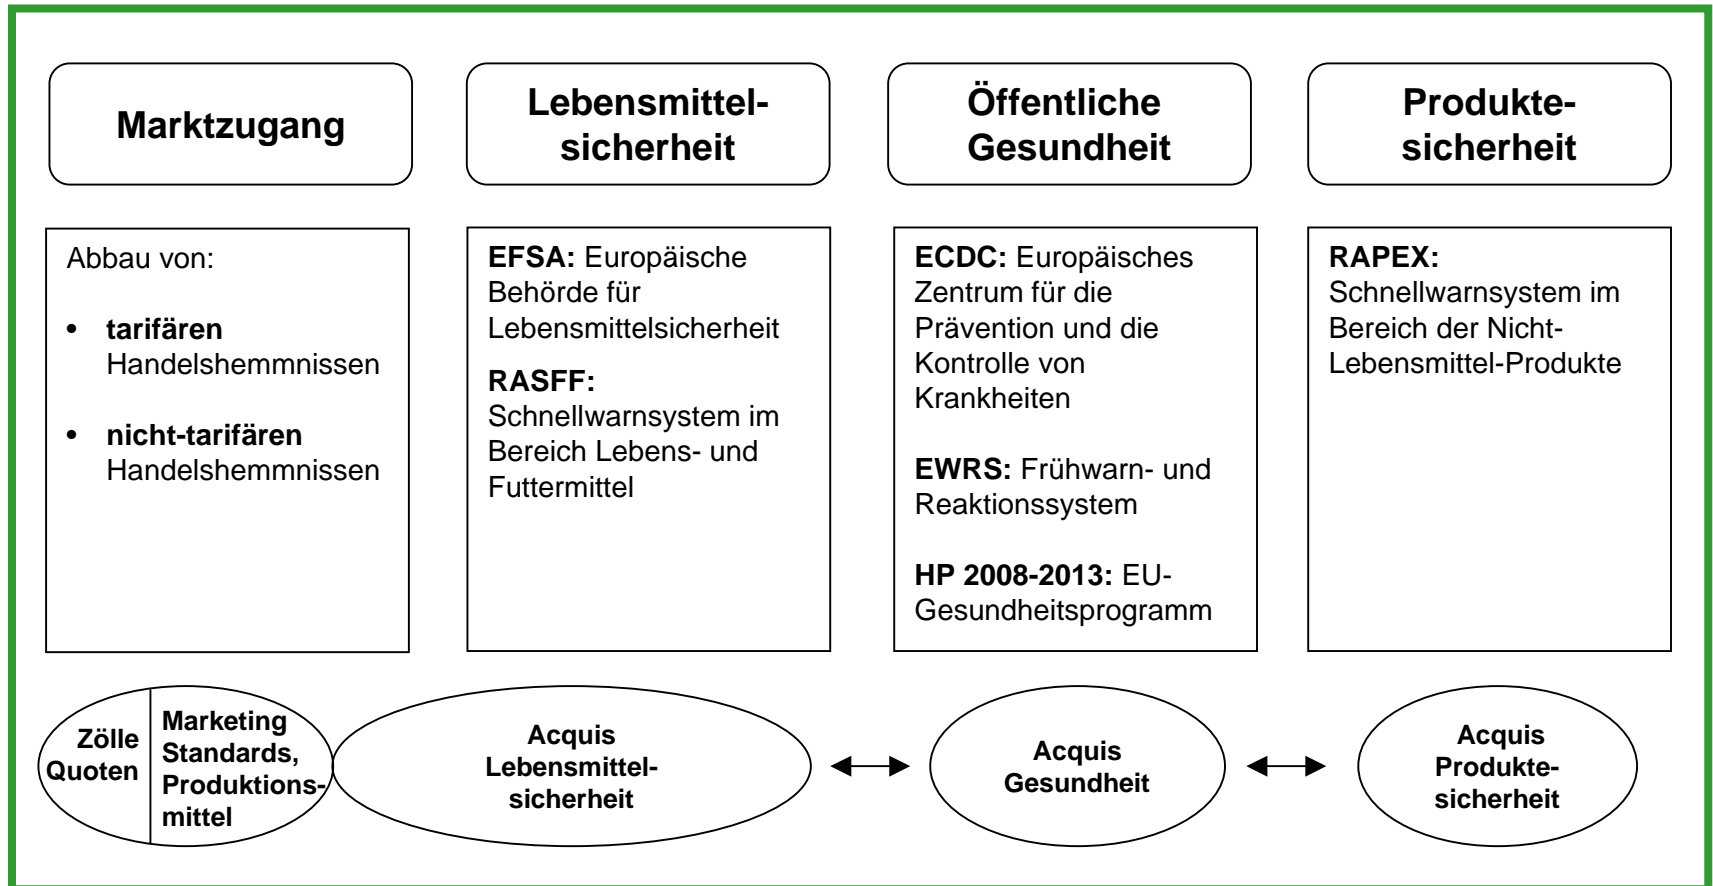 Marktzugang
Lebensmittel-
sicherheit
Öffentliche
Gesundheit
Produkte-
sicherheit
Abbau von:
• tarifären
Handelshemmnissen
• nicht-tarifären
Handelshemmnissen
EFSA: Europäische
Behörde für
Lebensmittelsicherheit
RASFF:
Schnellwarnsystem im
Bereich Lebens- und
Futtermittel
ECDC: Europäisches
Zentrum für die
Prävention und die
Kontrolle von
Krankheiten
EWRS: Frühwarn- und
Reaktionssystem
HP 2008-2013: EU-
Gesundheitsprogramm
RAPEX:
Schnellwarnsystem im
Bereich der Nicht-
Lebensmittel-Produkte
Zölle
Quoten
Marketing
Standards,
Produktions-
mittel
Acquis
Lebensmittel-
sicherheit
Acquis
Gesundheit
Acquis
Produkte-
sicherheit